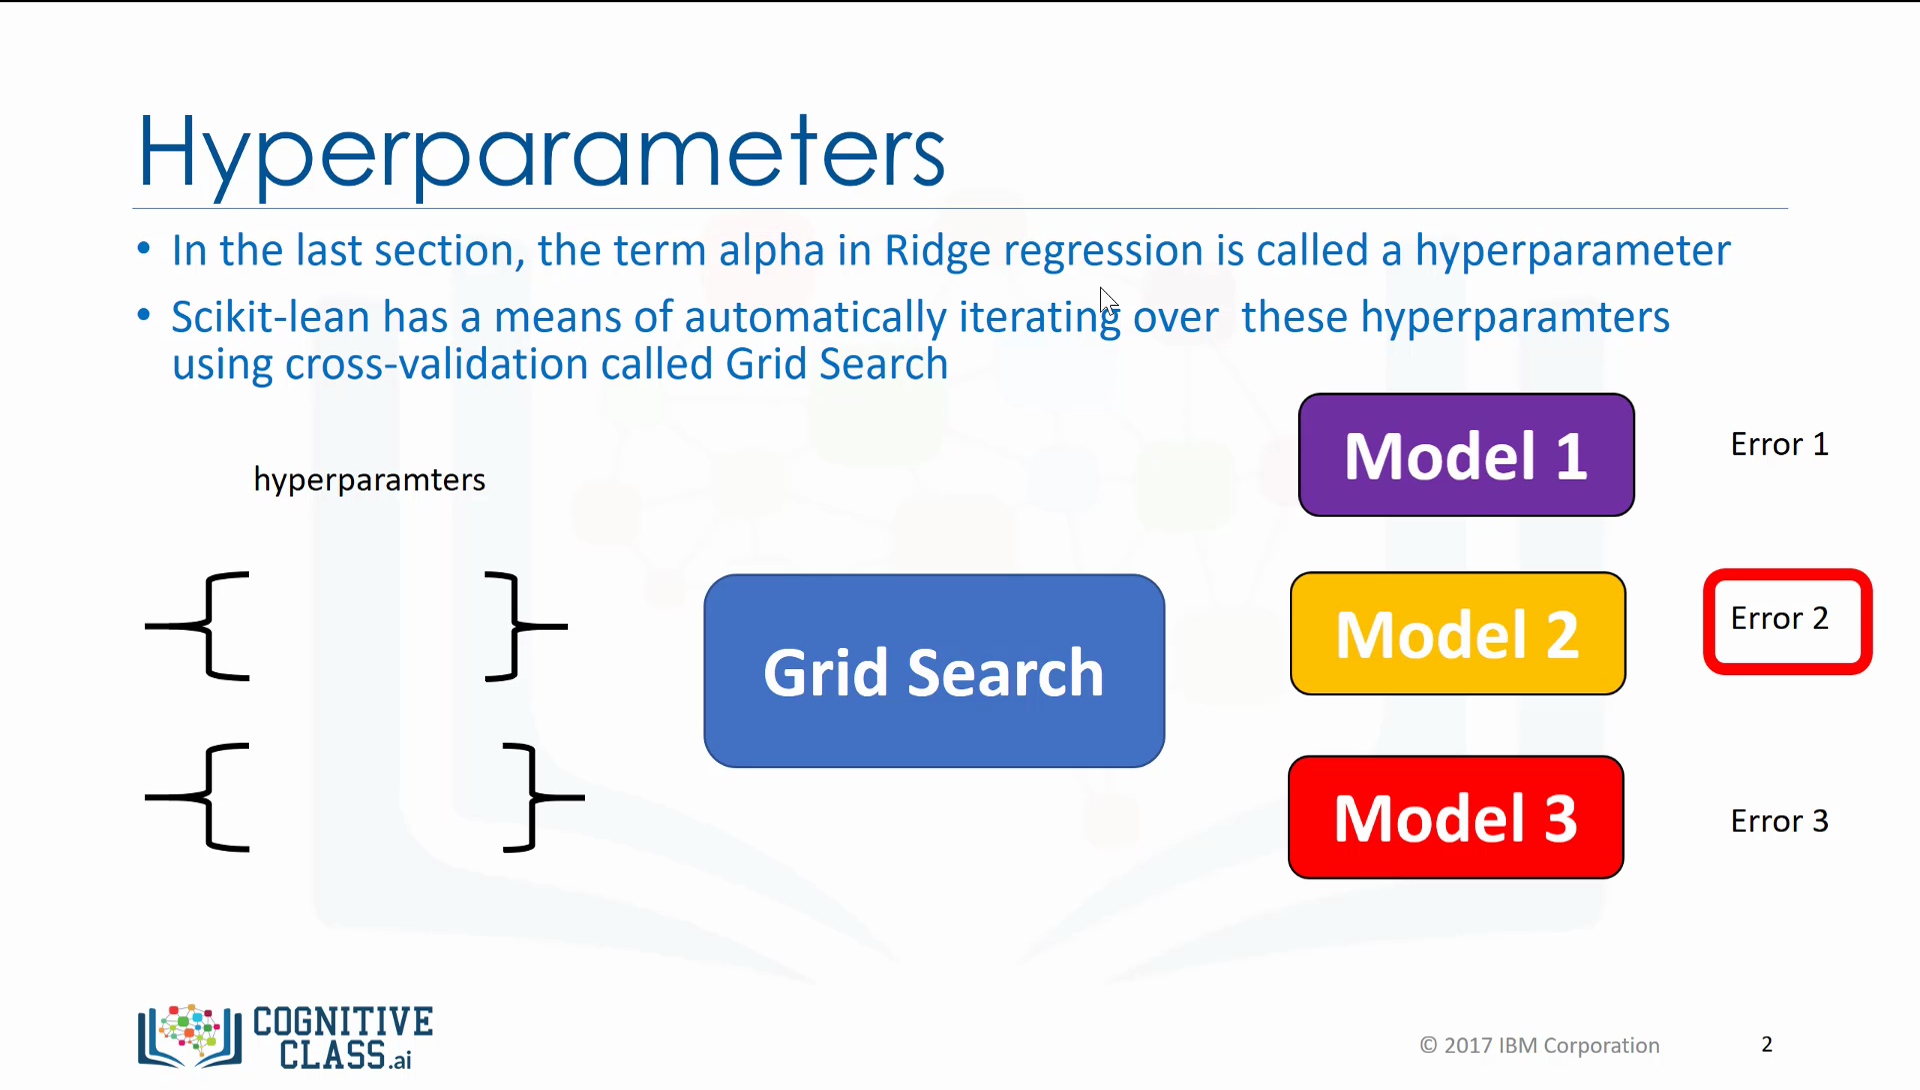 Hyperparameters
• In the last section, the term alpha in Ridge regression is called a hyperparameter
• Scikit-lean has a means of automatically iterating over  these hyperparamters
using cross-validation called Grid Search
hyperparamters
Grid Search
Model 1
Error 1
Model 2
Error 2
Model 3
Error 3
COGNITIVE
CLASS.ai
© 2017 IBM Corporation
2